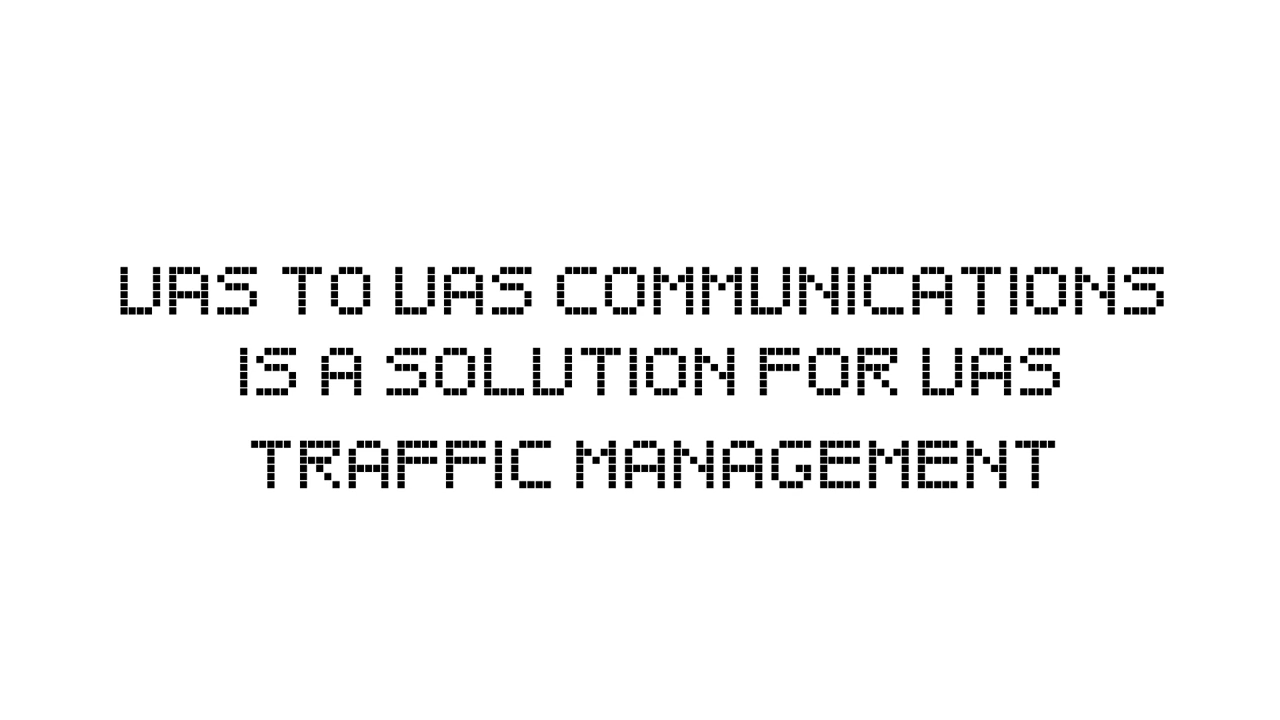 UAS TO UAS COMMUNICATIONS
IS A SOLUTION FOR UAS
TRAFFIC MANAGEMENT